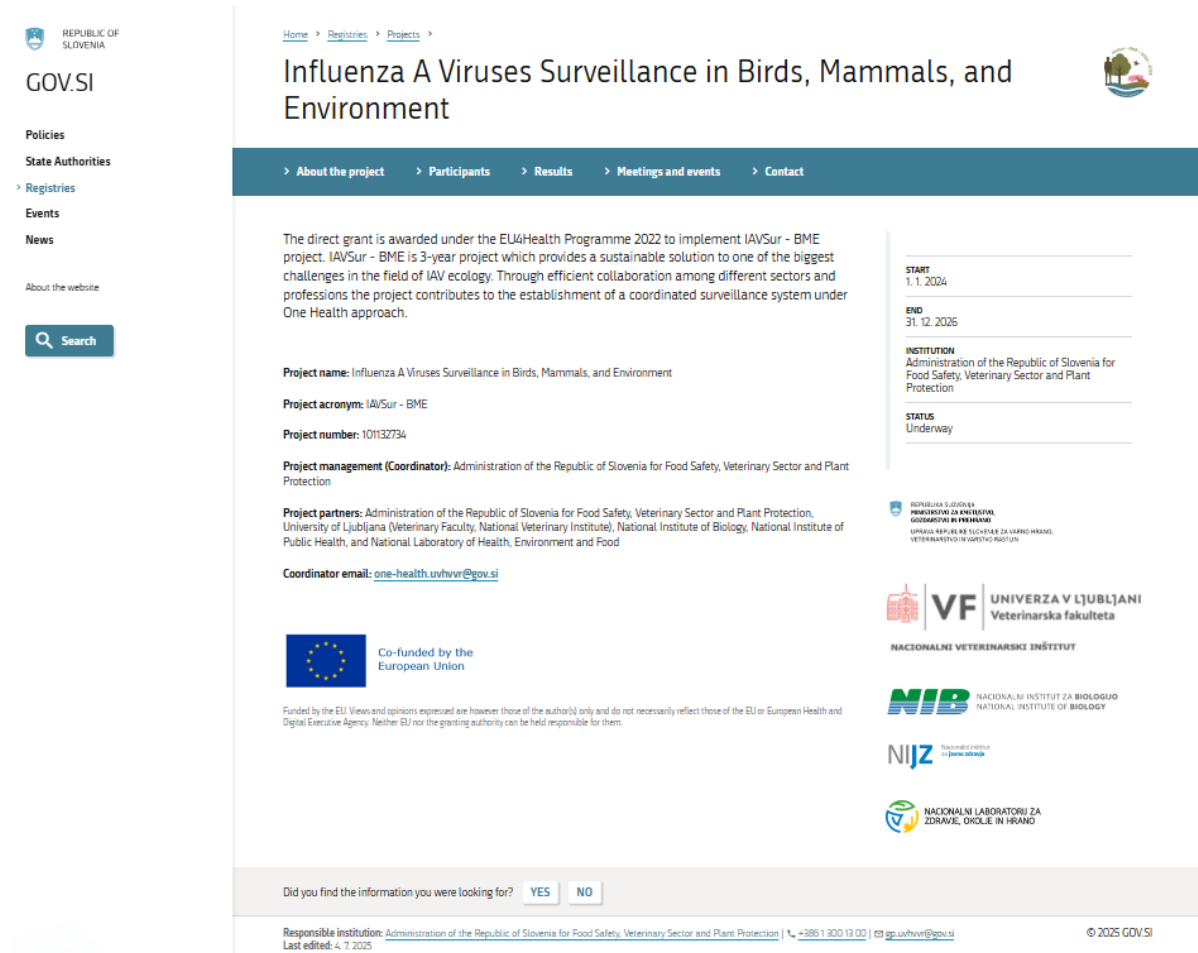 REPUBLIC OF
SLOVENIA
GOV.SI
Policies
State Authorities
Registries
Events
News
About the website
Search
Home > Registries > Projects >
Influenza A Viruses Surveillance in Birds, Mammals, and
Environment
> About the project > Participants > Results > Meetings and events > Contact
The direct grant is awarded under the EU4Health Programme 2022 to implement IAVSur - BME
project. IAVSur - BME is 3-year project which provides a sustainable solution to one of the biggest
challenges in the field of IAV ecology. Through efficient collaboration among different sectors and
professions the project contributes to the establishment of a coordinated surveillance system under
One Health approach.
Project name: Influenza A Viruses Surveillance in Birds, Mammals, and Environment
Project acronym: IAVSur - BME
Project number: 101132734
Project management (Coordinator): Administration of the Republic of Slovenia for Food Safety, Veterinary Sector and Plant
Protection
Project partners: Administration of the Republic of Slovenia for Food Safety, Veterinary Sector and Plant Protection,
University of Ljubljana (Veterinary Faculty, National Veterinary Institute), National Institute of Biology, National Institute of
Public Health, and National Laboratory of Health, Environment and Food
Coordinator email: one-health.uvhvvr@gov.si
Co-funded by the
European Union
Funded by the EU. Views and opinions expressed are however those of the author(s) only and do not necessarily reflect those of the EU or European Health and
Digital Executive Agency. Neither EU nor the granting authority can be held responsible for them.
START
1. 1. 2024
END
31. 12. 2026
INSTITUTION
Administration of the Republic of Slovenia for
Food Safety, Veterinary Sector and Plant
Protection
STATUS
Underway
REPUBLIKA SLOVENIJA
MINISTRSTVO ZA KMETIJSTVO,
GOZDARSTVO IN PREHRANO
UPRAVA REPUBLIKE SLOVENIJE ZA VARNO HRANO,
VETERINARSTVO IN VARSTVO RASTLIN
VF
UNIVERZA V LJUBLJANI
Veterinarska fakulteta
NACIONALNI VETERINARSKI INŠTITUT
NIB
NACIONALNI INŠTITUT ZA BIOLOGIJO
NATIONAL INSTITUTE OF BIOLOGY
NIJZ
Nacionalni inštitut
za javno zdravje
NACIONALNI LABORATORIJ ZA
ZDRAVJE, OKOLJE IN HRANO
Did you find the information you were looking for? YES NO
Responsible institution: Administration of the Republic of Slovenia for Food Safety, Veterinary Sector and Plant Protection | +386 1 300 13 00 | gp.uvhvvr@gov.si
Last edited: 4. 7. 2025
© 2025 GOV.SI